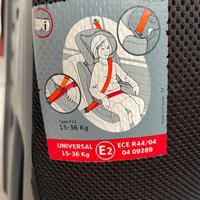 Type F11
15-36 Kg
UNIVERSAL
15-36 Kg
E2
ECE R44/04
04 09289